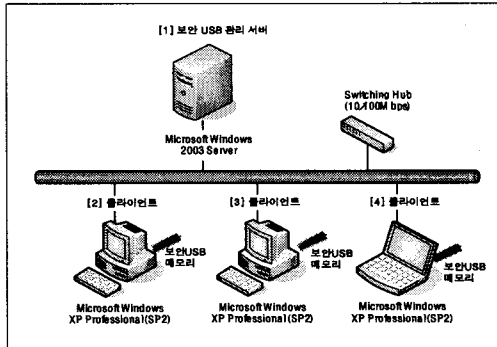 [1] 보안 USB 관리 서버
Switching Hub
(10/100M bps)
Microsoft Windows
2003 Server
[2] 클라이언트
[3] 클라이언트
[4] 클라이언트
보안USB
메모리
보안USB
메모리
보안USB
메모리
Microsoft Windows
XP Professional(SP2)
Microsoft Windows
XP Professional(SP2)
Microsoft Windows
XP Professional(SP2)